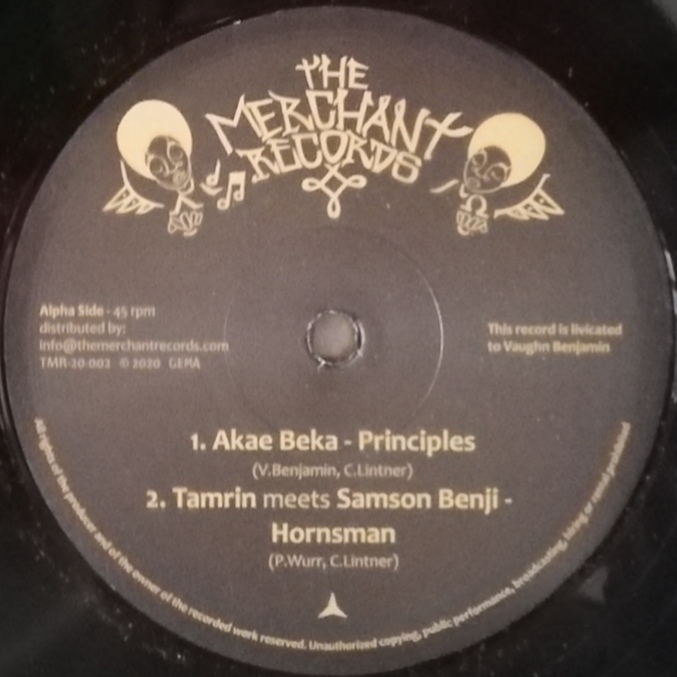 THE
MERCHANT
RECORDS
Alpha Side - 45 rpm
distributed by:
info@themerchantrecords.com
TMR-20-002 © 2020 GEMA
This record is livicated
to Vaughn Benjamin
1. Akae Beka - Principles
(V.Benjamin, C.Lintner)
2. Tamrin meets Samson Benji -
Hornsman
(P.Wurr, C.Lintner)
All rights of the producer and of the owner of the recorded work reserved. Unauthorized copying, public performance, broadcasting, hiring or rental prohibited